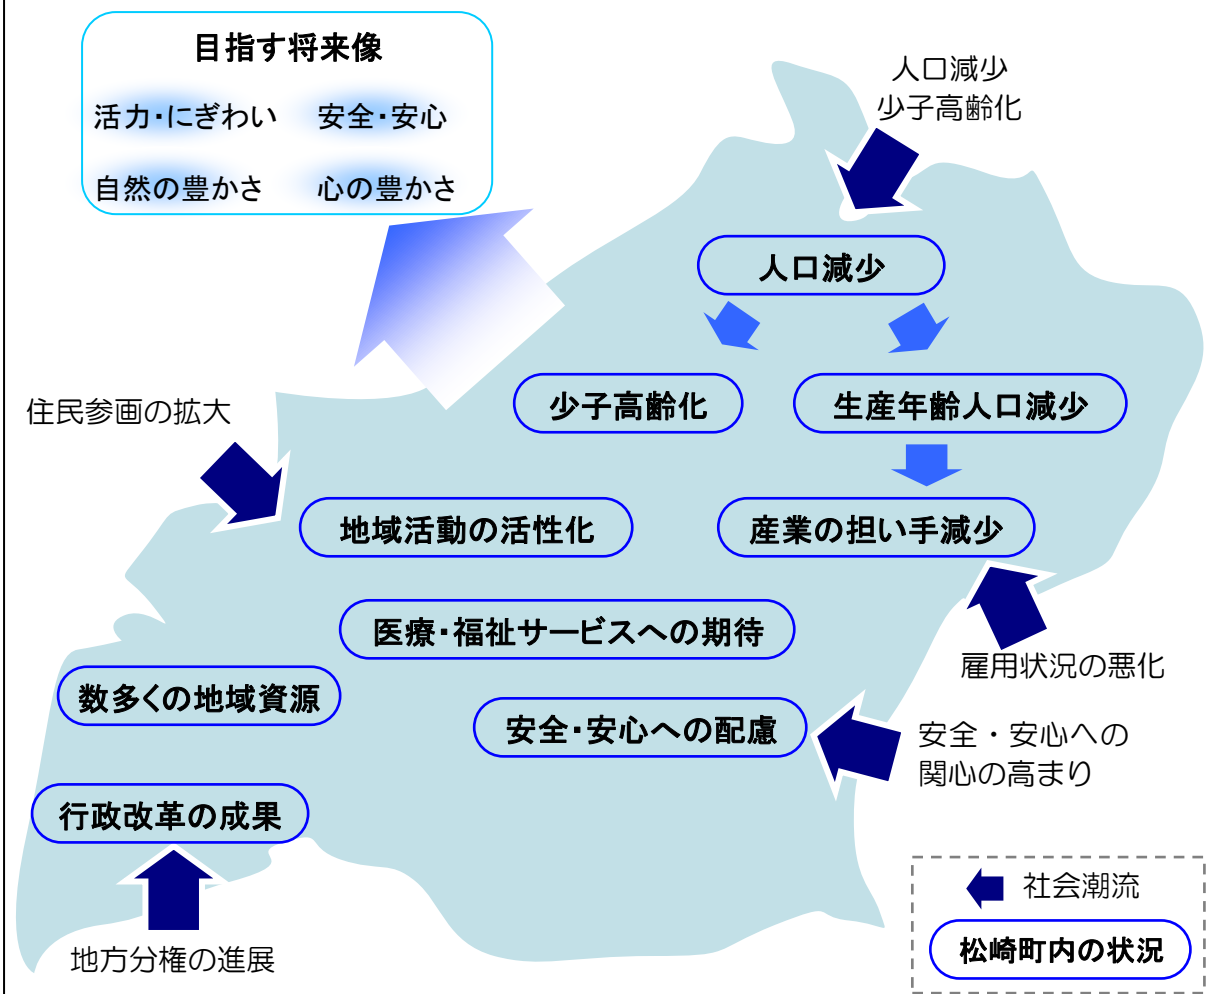 目指す将来像
活力・にぎわい
安全・安心
自然の豊かさ
心の豊かさ
人口減少
少子高齢化
人口減少
少子高齢化
生産年齢人口減少
住民参画の拡大
地域活動の活性化
産業の担い手減少
医療・福祉サービスへの期待
雇用状況の悪化
数多くの地域資源
安全・安心への配慮
安全・安心への
関心の高まり
行政改革の成果
地方分権の進展
社会潮流
松崎町内の状況